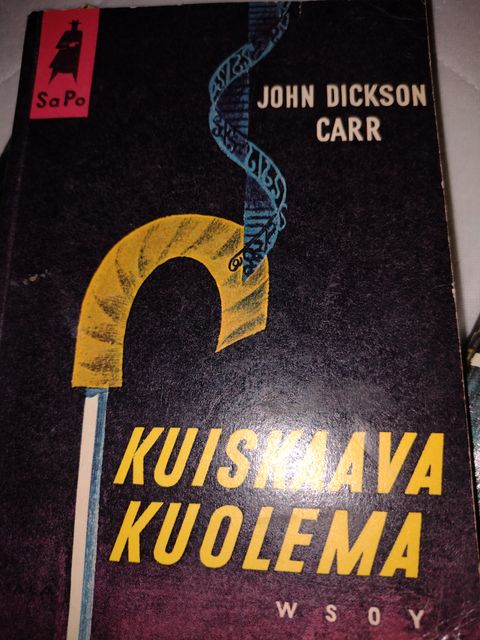 SaPo
JOHN DICKSON
CARR
KUISKAAVA
KUOLEMA
WSOY